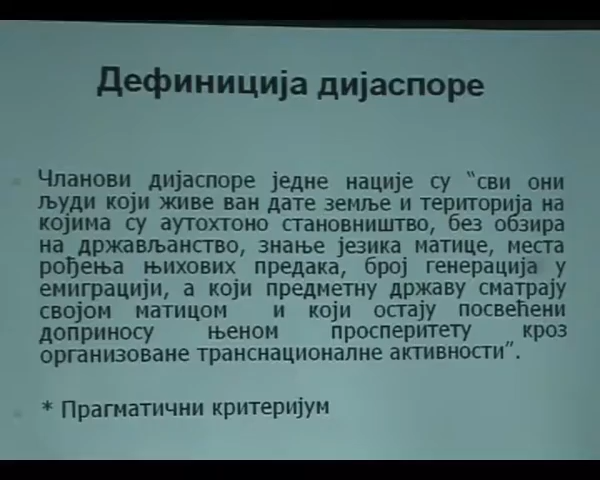 Дефиниција дијаспоре
Чланови дијаспоре једне нације су “сви они
људи који живе ван дате земље и територија на
којима су аутохтоно становништво, без обзира
на држављанство, знање језика матице, места
рођења њихових предака, број генерација у
емиграцији, а који предметну државу сматрају
својом матицом и који остају посвећени
доприносу њеном просперитету кроз
организоване транснационалне активности”.
* Прагматични критеријум